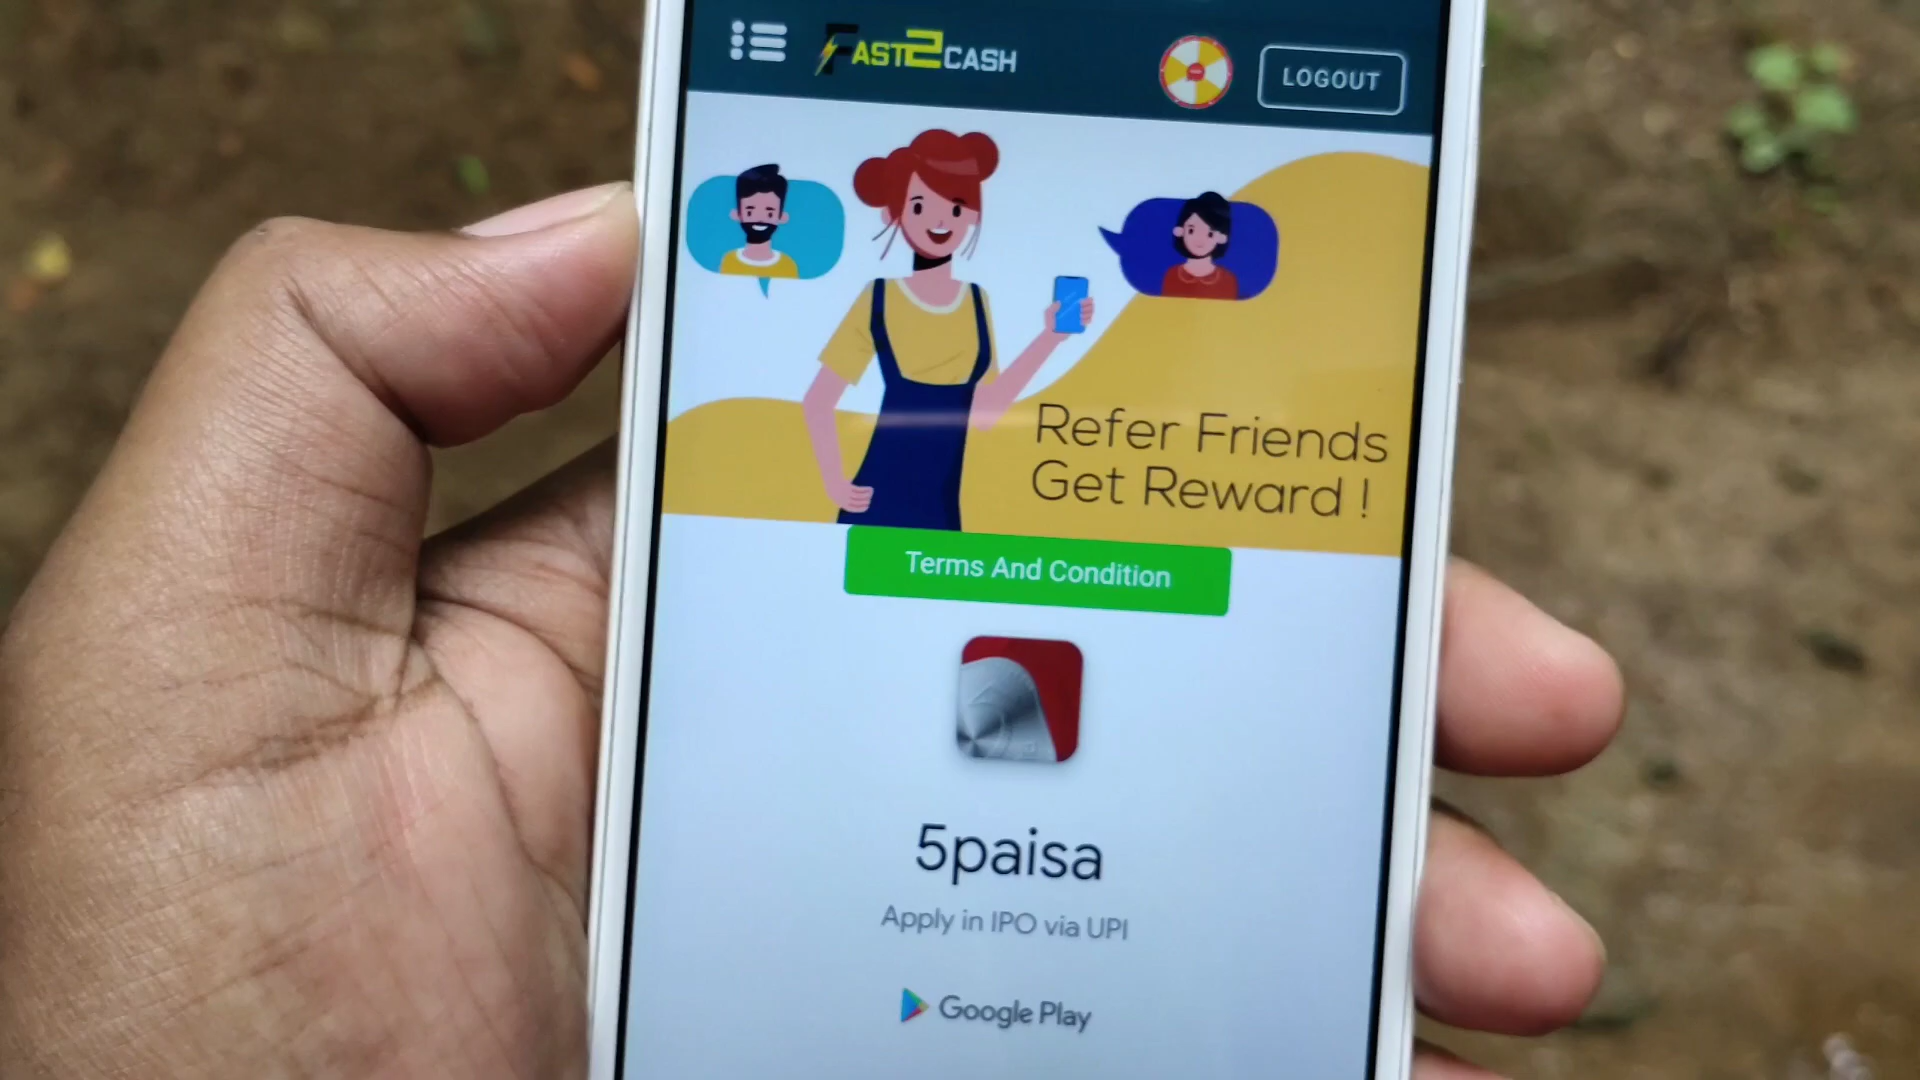 FAST2CASH
LOGOUT
Refer Friends
Get Reward !
Terms And Condition
5paisa
Apply in IPO via UPI
Google Play